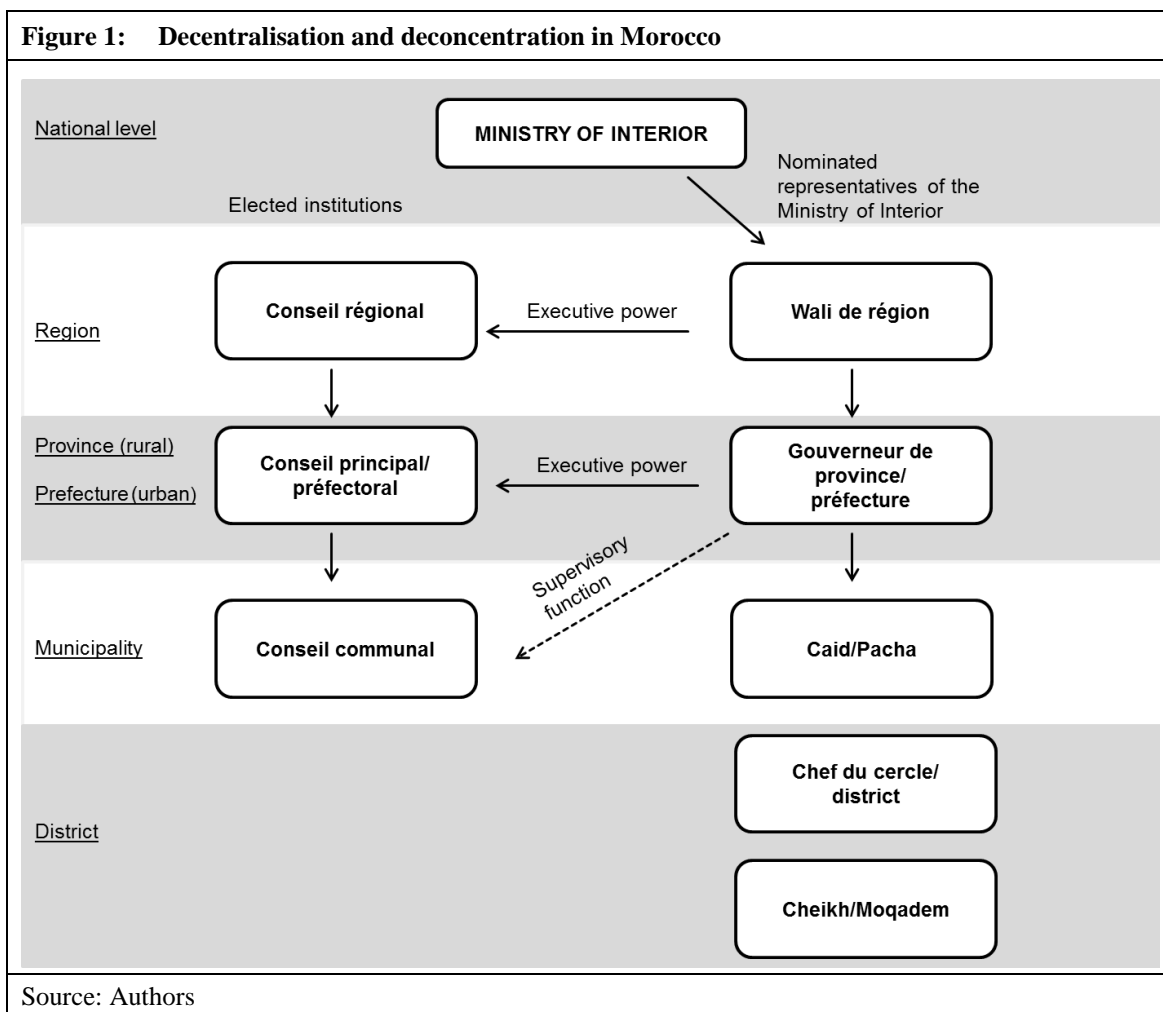 Figure 1: Decentralisation and deconcentration in Morocco
National level
MINISTRY OF INTERIOR
Nominated
representatives of the
Ministry of Interior
Elected institutions
Region
Conseil régional
Executive power
Wali de région
Province (rural)
Prefecture (urban)
Conseil principal/
préfectoral
Executive power
Gouverneur de
province/
préfecture
Supervisory
function
Municipality
Conseil communal
Caid/Pacha
District
Chef du cercle/
district
Cheikh/Moqadem
Source: Authors